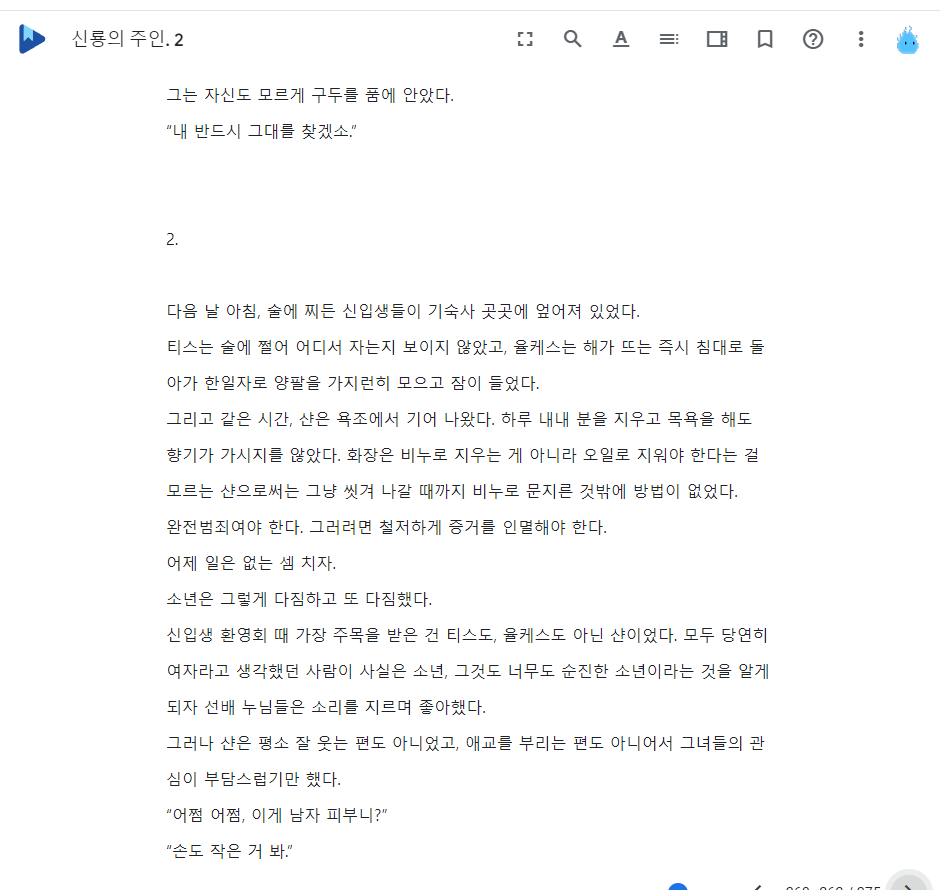 신룡의 주인. 2
그는 자신도 모르게 구두를 품에 안았다.
“내 반드시 그대를 찾겠소.”
2.
다음 날 아침, 술에 찌든 신입생들이 기숙사 곳곳에 엎어져 있었다.
티스는 술에 쩔어 어디서 자는지 보이지 않았고, 율케스는 해가 뜨는 즉시 침대로 돌
아가 한일자로 양팔을 가지런히 모으고 잠이 들었다.
그리고 같은 시간, 샨은 욕조에서 기어 나왔다. 하루 내내 분을 지우고 목욕을 해도
향기가 가시지를 않았다. 화장은 비누로 지우는 게 아니라 오일로 지워야 한다는 걸
모르는 샨으로써는 그냥 씻겨 나갈 때까지 비누로 문지른 것밖에 방법이 없었다.
완전범죄여야 한다. 그러려면 철저하게 증거를 인멸해야 한다.
어제 일은 없는 셈 치자.
소년은 그렇게 다짐하고 또 다짐했다.
신입생 환영회 때 가장 주목을 받은 건 티스도, 율케스도 아닌 샨이었다. 모두 당연히
여자라고 생각했던 사람이 사실은 소년, 그것도 너무도 순진한 소년이라는 것을 알게
되자 선배 누님들은 소리를 지르며 좋아했다.
그러나 샨은 평소 잘 웃는 편도 아니었고, 애교를 부리는 편도 아니어서 그녀들의 관
심이 부담스럽기만 했다.
“어쩜 어쩜, 이게 남자 피부니?”
“손도 작은 거 봐.”